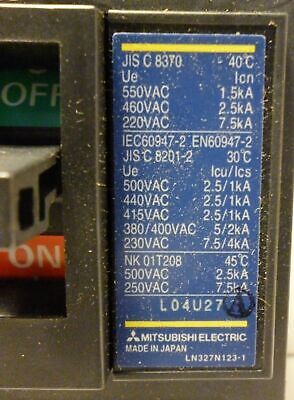 OFF
ON
JIS C 8370 40℃
Ue Icn
550VAC 1.5kA
460VAC 2.5kA
220VAC 7.5kA
IEC60947-2 EN60947-2
JIS C 8201-2 30℃
Ue Icu/Ics
500VAC 2.5/1kA
440VAC 2.5/1kA
415VAC 2.5/1kA
380/400VAC 5/2kA
230VAC 7.5/4kA
NK 01T208 45℃
500VAC 2.5kA
250VAC 7.5kA
L04U27
MITSUBISHI ELECTRIC
MADE IN JAPAN
LN327N123-1